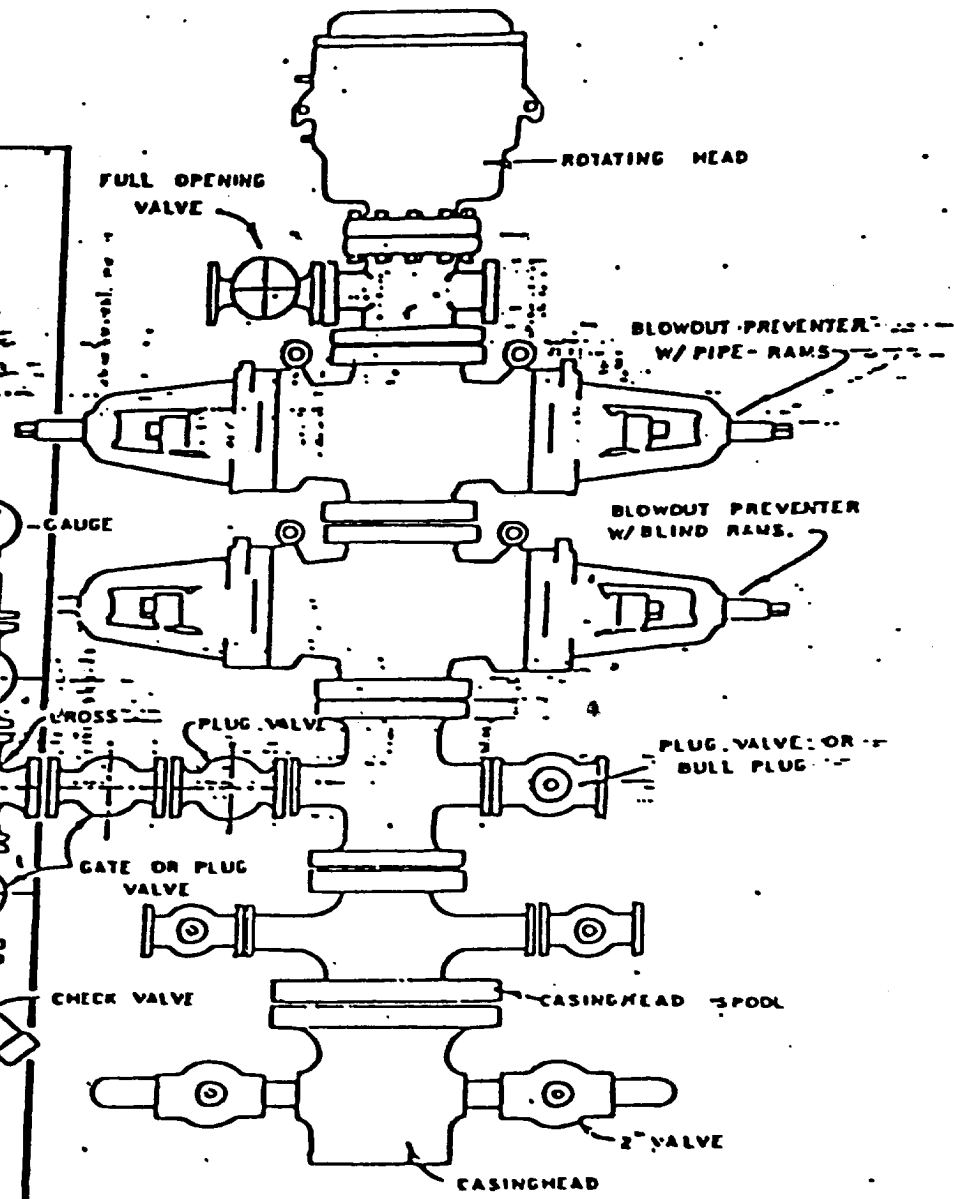 ROTATING HEAD
FULL OPENING
VALVE
BLOWOUT PREVENTER
W/ PIPE-RAMS
GAUGE
BLOWOUT PREVENTER
W/BLIND RAMS.
CROSS
PLUG VALVE
4
PLUG VALVE OR
BULL PLUG
GATE OR PLUG
VALVE
CHECK VALVE
CASINGHEAD SPOOL
2" VALVE
CASINGHEAD